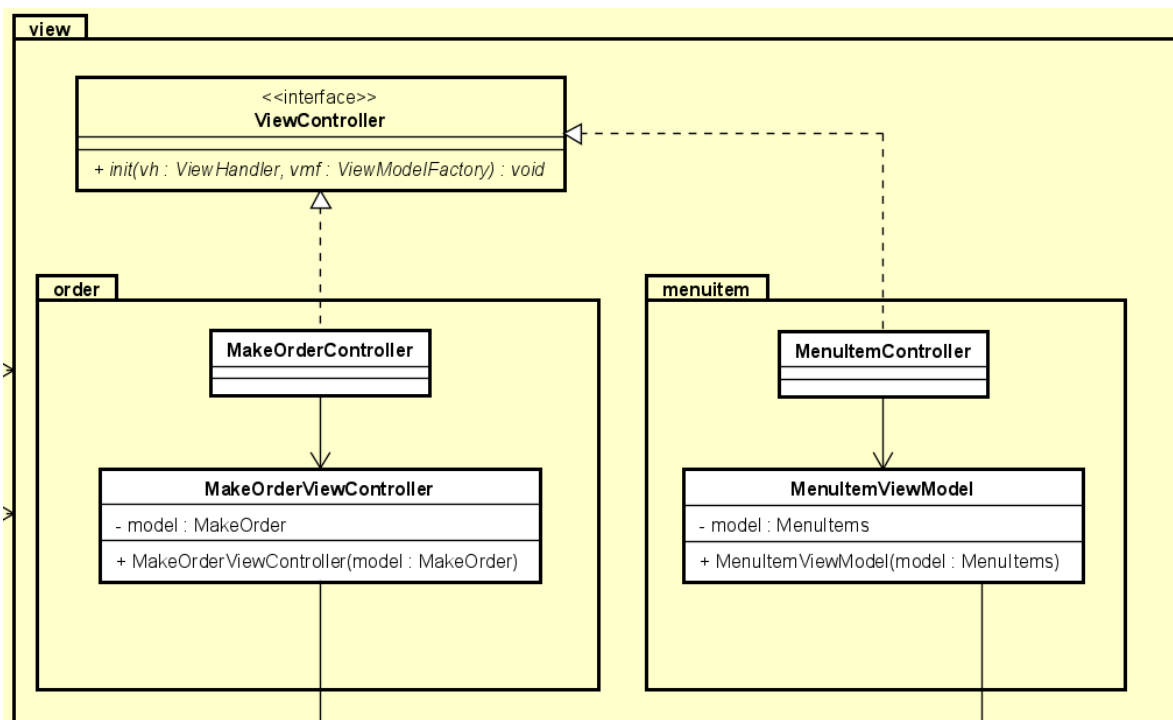 view
<<interface>>
ViewController
+ init(vh : ViewHandler, vmf : ViewModelFactory) : void
order
MakeOrderController
MakeOrderViewController
- model : MakeOrder
+ MakeOrderViewController(model : MakeOrder)
menuitem
MenuItemController
MenuItemViewModel
- model : MenuItems
+ MenuItemViewModel(model : MenuItems)